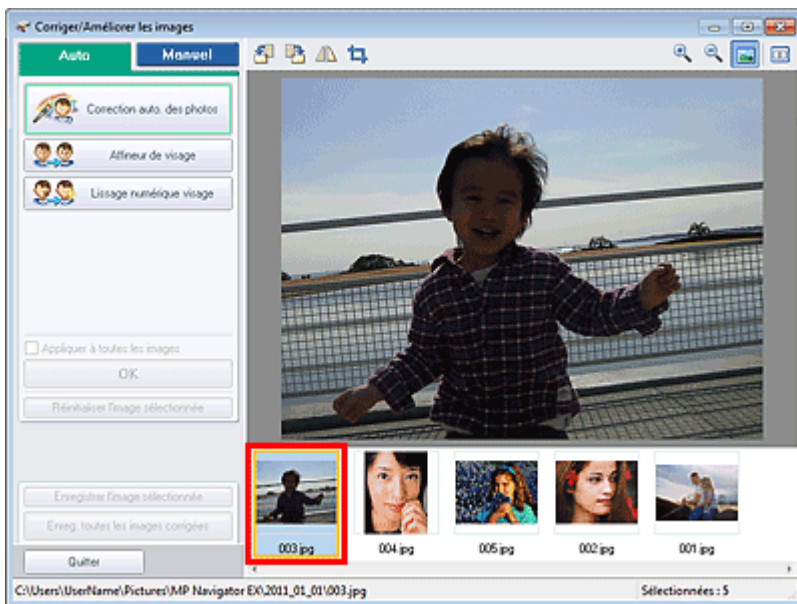 Corriger/Améliorer les images
Auto
Manuel
Correction auto. des photos
Affineur de visage
Lissage numérique visage
Appliquer à toutes les images
OK
Réinitialiser l'image sélectionnée
Enregistrer l'image sélectionnée
Enreg. toutes les images corrigées
Quitter
003.jpg
004.jpg
005.jpg
002.jpg
001.jpg
C:\Users\UserName\Pictures\MP Navigator EX\2011_01_01\003.jpg
Sélectionnées : 5